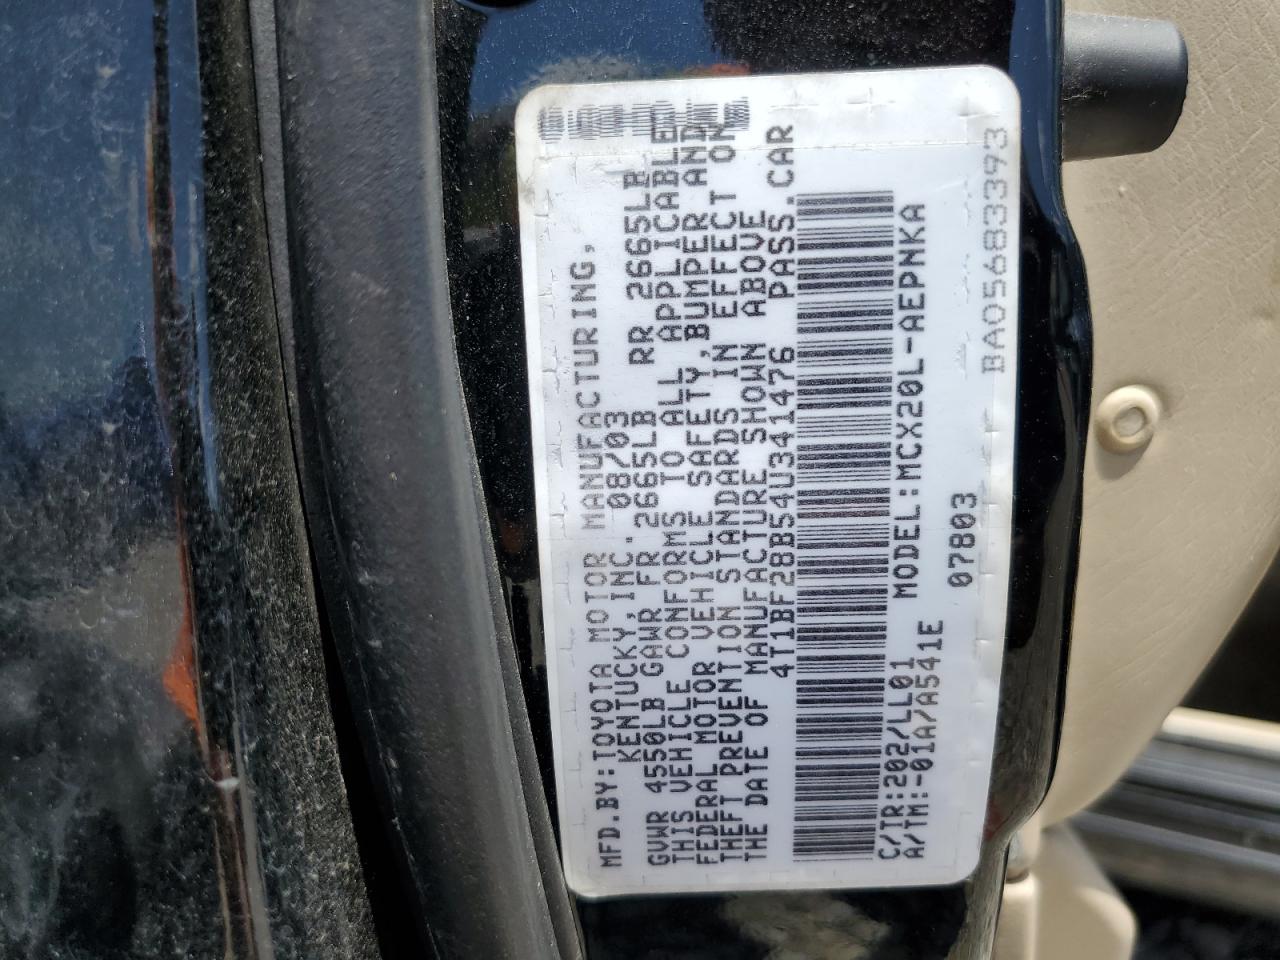 MFD.BY:TOYOTA MOTOR MANUFACTURING,
KENTUCKY, INC. 08/03
GVWR 4550LB GAWR FR 2665LB RR 2665LB
THIS VEHICLE CONFORMS TO ALL APPLICABLE
FEDERAL MOTOR VEHICLE SAFETY, BUMPER AND
THEFT PREVENTION STANDARDS IN EFFECT ON
THE DATE OF MANUFACTURE SHOWN ABOVE
4T1BF28B54U341476 PASS.CAR
C/TR:202/LL01 MODEL:MCX20L-AEPNKA
A/TM:-01A/A541E 07803
BA05683393